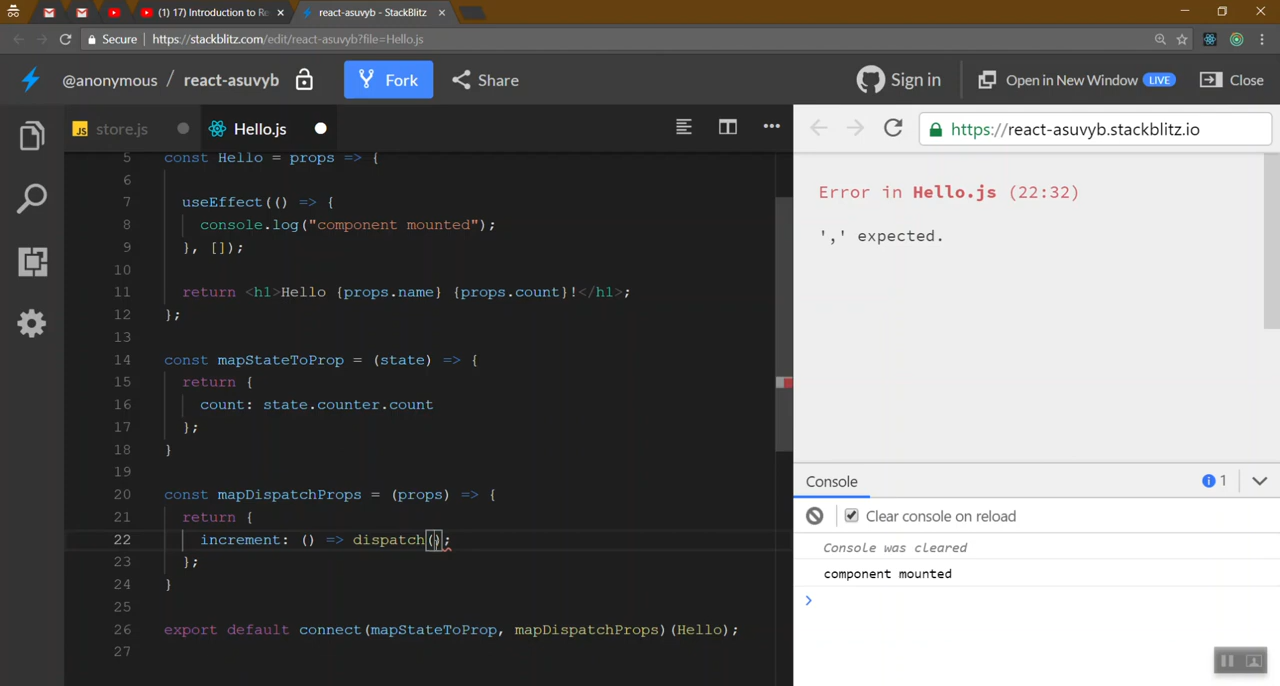 (1) 17) Introduction to Re
react-asuvyb - StackBlitz
Secure https://stackblitz.com/edit/react-asuvyb?file=Hello.js
@anonymous / react-asuvyb Fork Share Sign in Open in New Window LIVE Close
JS store.js Hello.js
https://react-asuvyb.stackblitz.io
5 const Hello = props => {
6
7 useEffect(() => {
8 console.log("component mounted");
9 }, []);
10
11 return <h1>Hello {props.name} {props.count}!</h1>;
12 };
13
14 const mapStateToProp = (state) => {
15 return {
16 count: state.counter.count
17 };
18 }
19
20 const mapDispatchProps = (props) => {
21 return {
22 increment: () => dispatch();
23 };
24 }
25
26 export default connect(mapStateToProp, mapDispatchProps)(Hello);
27
Error in Hello.js (22:32)
',' expected.
Console 1
Clear console on reload
Console was cleared
component mounted
>